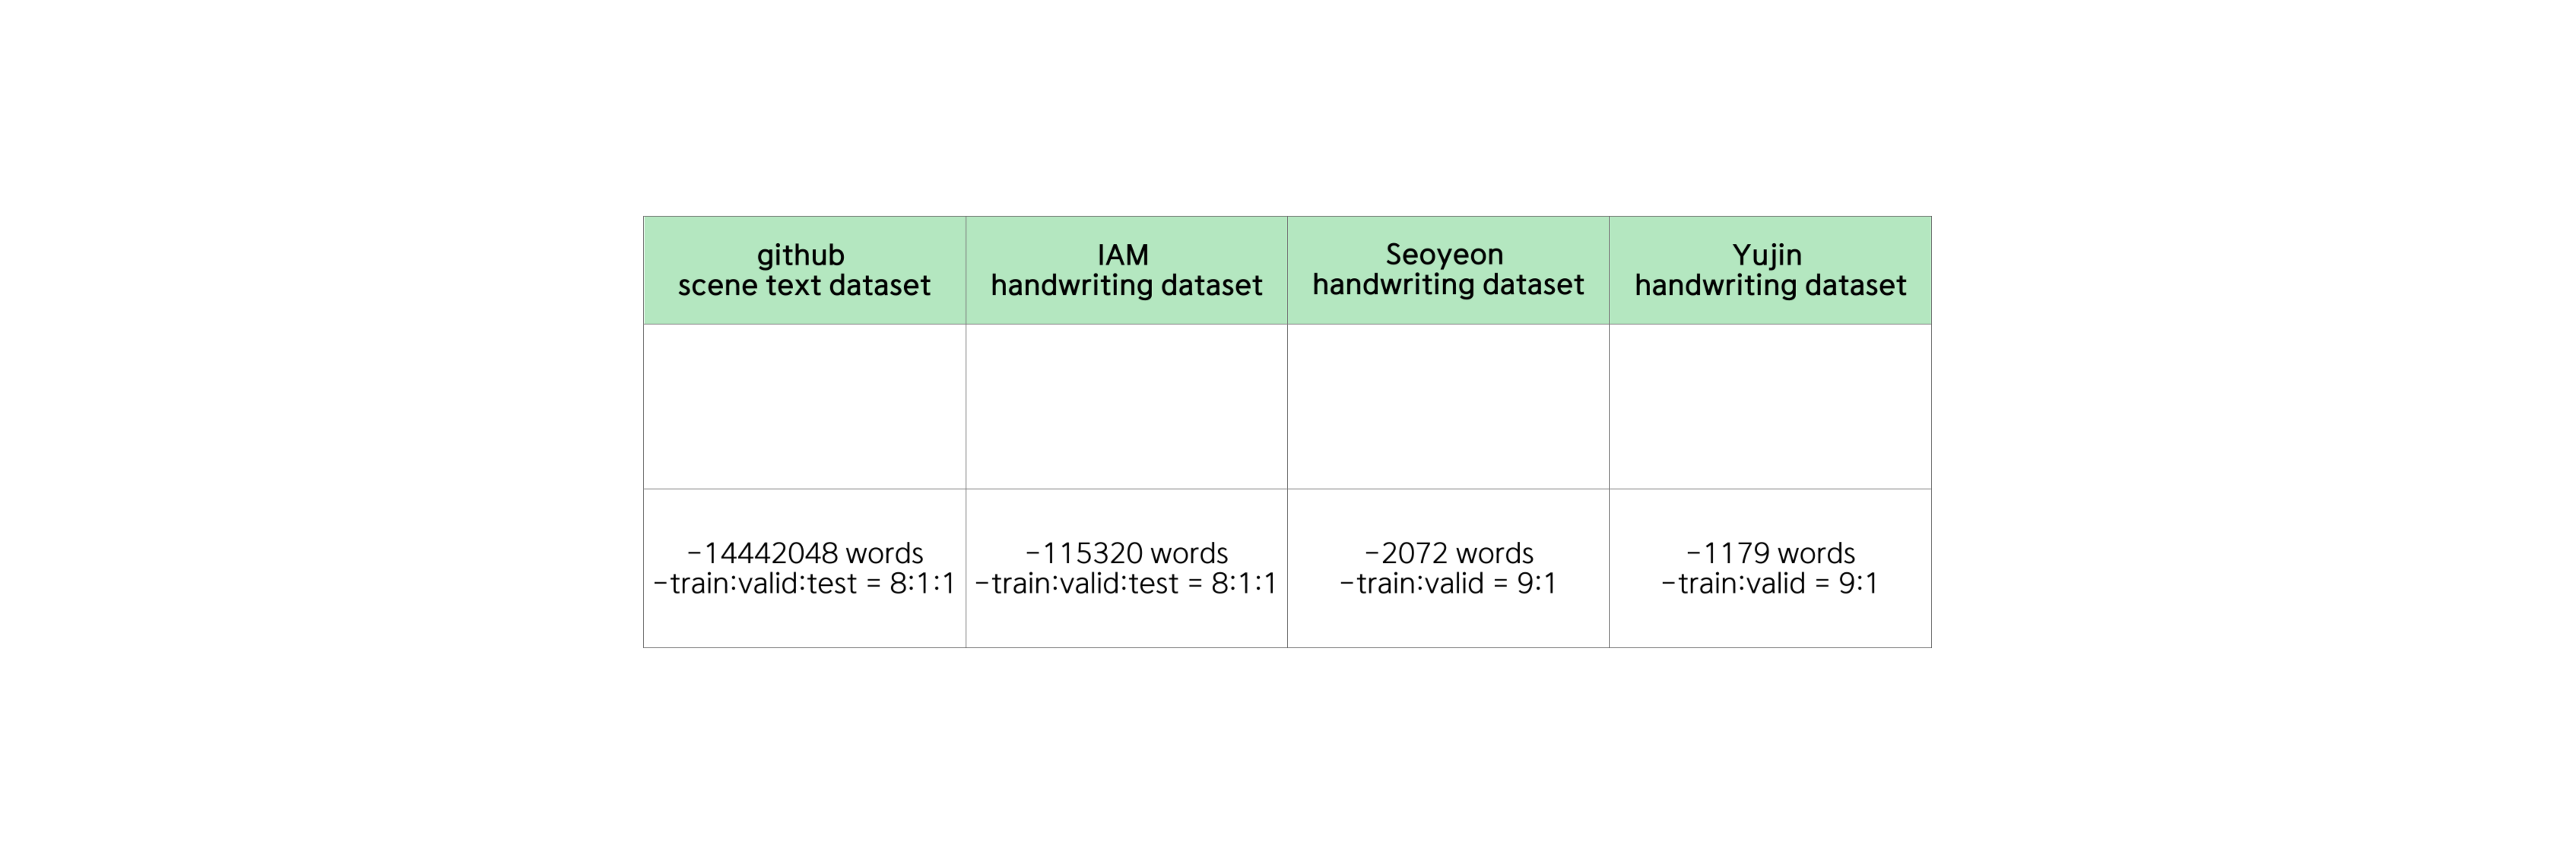 github
scene text dataset
IAM
handwriting dataset
Seoyeon
handwriting dataset
Yujin
handwriting dataset
-14442048 words
-train:valid:test = 8:1:1
-115320 words
-train:valid:test = 8:1:1
-2072 words
-train:valid = 9:1
-1179 words
-train:valid = 9:1